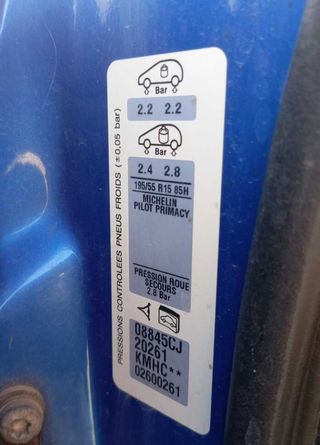 PRESSIONS CONTROLEES PNEUS FROIDS (±0,05 bar)
Bar
2.2 2.2
Bar
2.4 2.8
195/55 R15 85H
MICHELIN
PILOT PRIMACY
PRESSION ROUE
SECOURS
2.8 Bar
08845CJ
20261
KMHC**
02600261